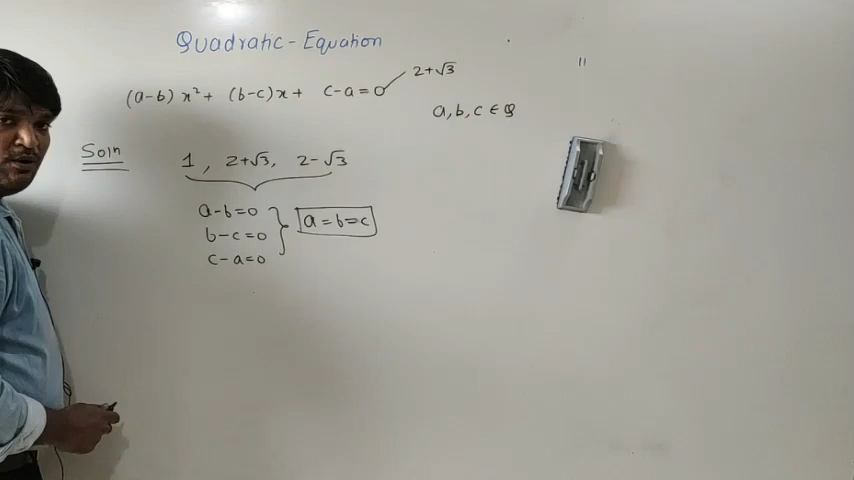 Quadratic-Equation
(a-b) x² + (b-c)x + c-a=0
2+√3
a, b, c ∈ Q
Soln
1, 2+√3, 2-√3
a-b=0
b-c=0
c-a=0
a=b=c